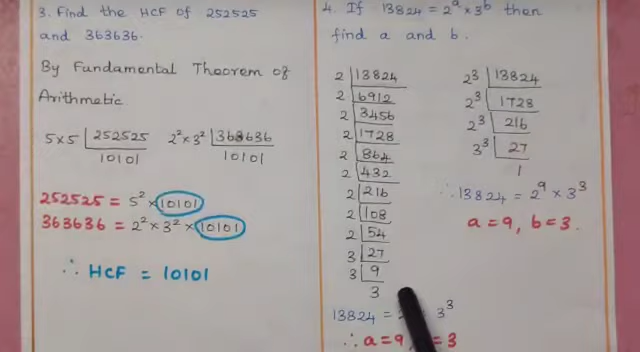 3. Find the HCF of 252525
and 363636.
By Fundamental Theorem of
Arithmetic
5×5 | 252525   2²×3² | 363636
10101   10101
252525 = 5² × 10101
363636 = 2² × 3² × 10101
∴ HCF = 10101
4. If 13824 = 2ᵃ × 3ᵇ then
find a and b.
2 | 13824
2 | 6912
2 | 3456
2 | 1728
2 | 864
2 | 432
2 | 216
2 | 108
2 | 54
3 | 27
3 | 9
3
13824 = 3³
∴ a = 9, = 3
2³ | 13824
2³ | 1728
2³ | 216
3³ | 27
1
∴ 13824 = 2⁹ × 3³
a = 9, b = 3.